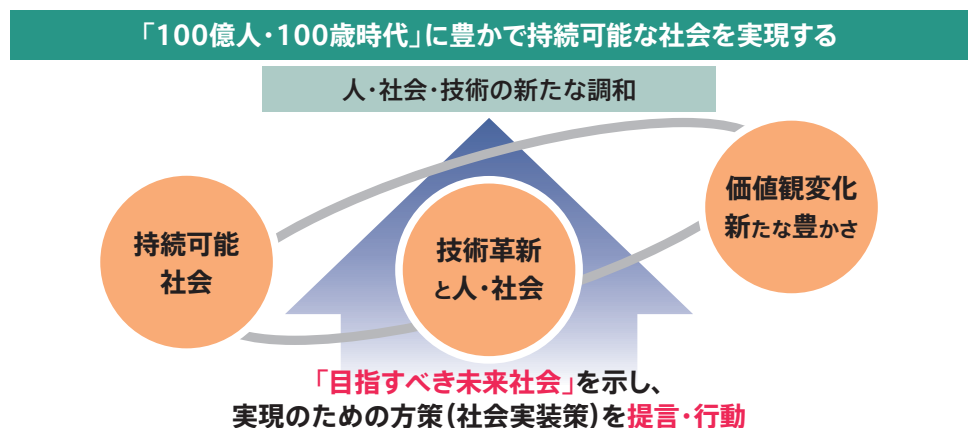 「100億人・100歳時代」に豊かで持続可能な社会を実現する
人・社会・技術の新たな調和
価値観変化
新たな豊かさ
持続可能
社会
技術革新
と人・社会
「目指すべき未来社会」を示し、
実現のための方策(社会実装策)を提言・行動